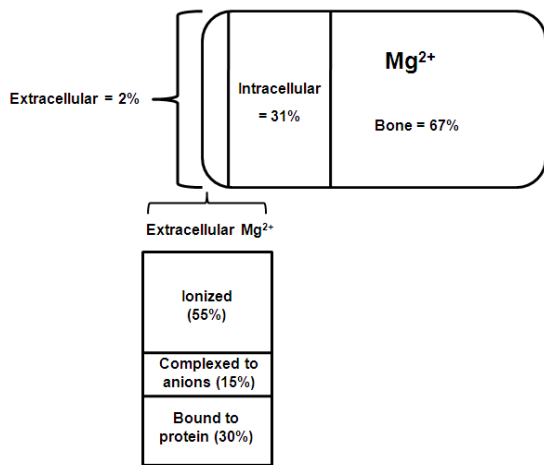 Mg²⁺
Extracellular = 2%
Intracellular
= 31%
Bone = 67%
Extracellular Mg²⁺
Ionized
(55%)
Complexed to
anions (15%)
Bound to
protein (30%)